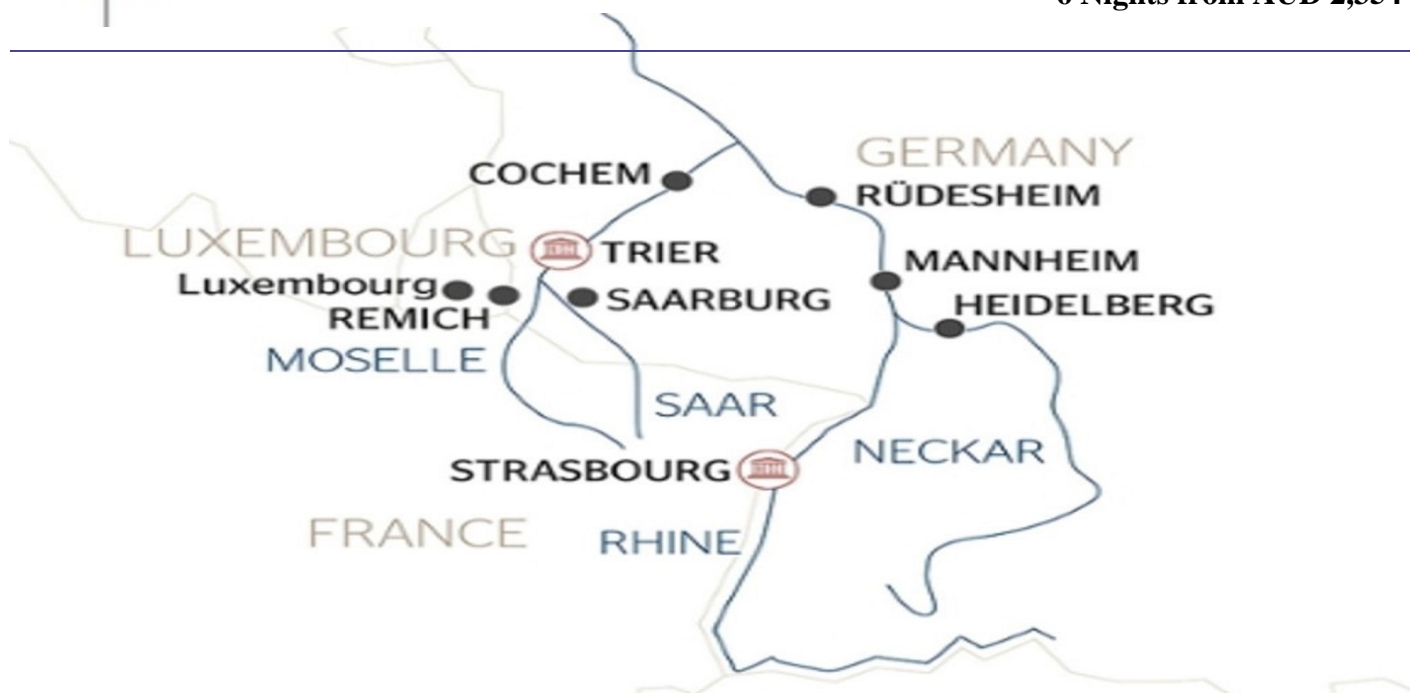 GERMANY
COCHEM
RÜDESHEIM
LUXEMBOURG
TRIER
MANNHEIM
Luxembourg
SAARBURG
HEIDELBERG
REMICH
MOSELLE
SAAR
NECKAR
STRASBOURG
FRANCE
RHINE